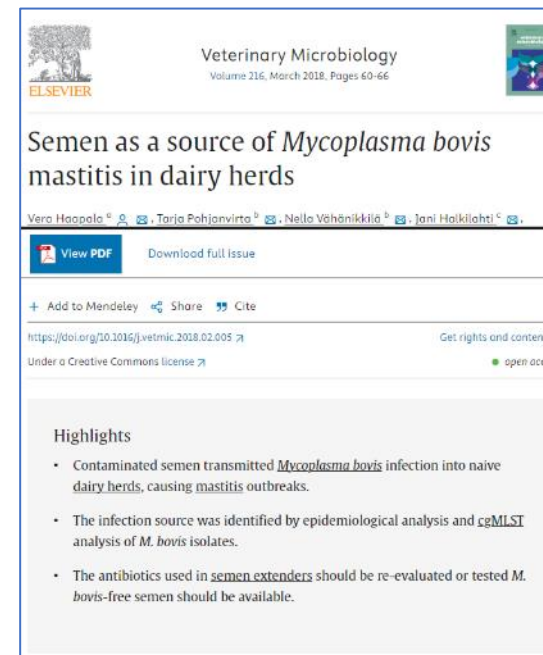 ELSEVIER
Veterinary Microbiology
Volume 216, March 2018, Pages 60-66
Semen as a source of Mycoplasma bovis
mastitis in dairy herds
Vera Haapala a, Tarja Pohjanvirta b, Nella Vähänikkilä b, Jani Halkilahti c,
View PDF
Download full issue
+ Add to Mendeley Share Cite
https://doi.org/10.1016/j.vetmic.2018.02.005
Get rights and conten
Under a Creative Commons license
open acc
Highlights
• Contaminated semen transmitted Mycoplasma bovis infection into naive
dairy herds, causing mastitis outbreaks.
• The infection source was identified by epidemiological analysis and cgMLST
analysis of M. bovis isolates.
• The antibiotics used in semen extenders should be re-evaluated or tested M.
bovis-free semen should be available.